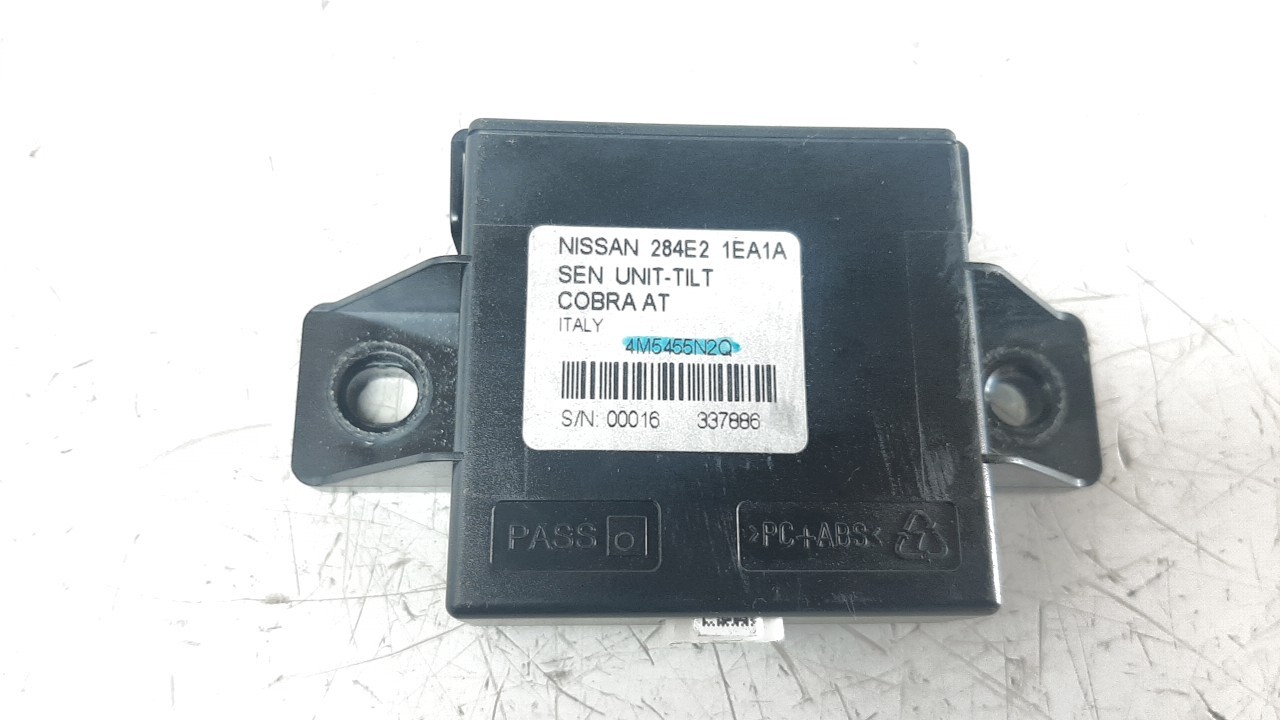 NISSAN 284E2 1EA1A
SEN UNIT-TILT
COBRA AT
ITALY
4M5455N2Q
S/N: 00016 337886
PASS
>PC+ABS<